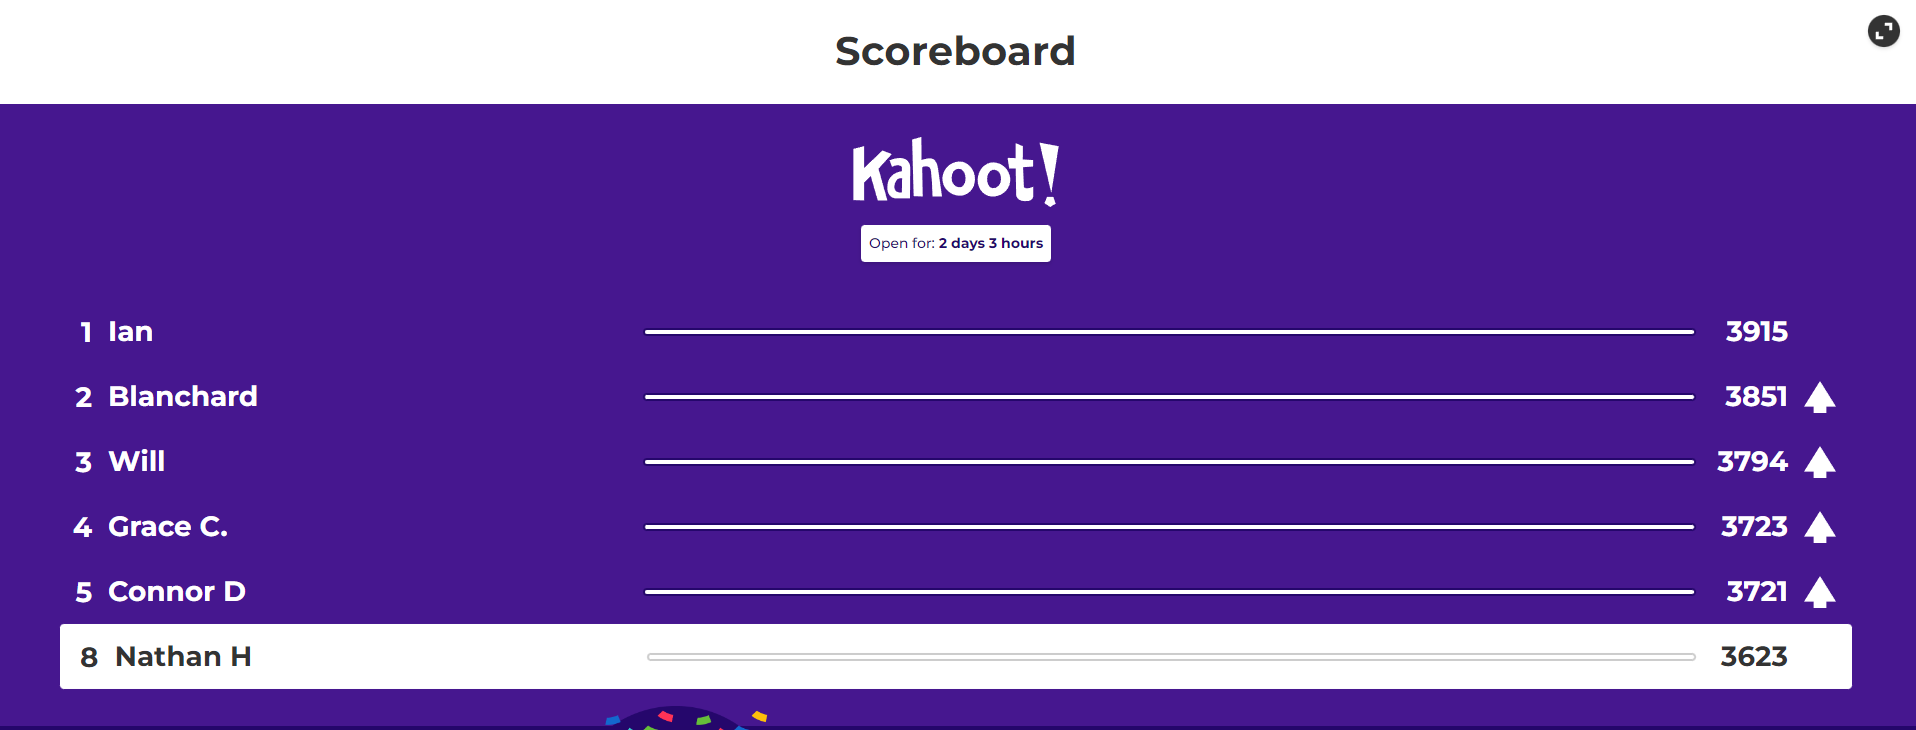 Scoreboard
Kahoot!
Open for: 2 days 3 hours
1 Ian 3915
2 Blanchard 3851
3 Will 3794
4 Grace C. 3723
5 Connor D 3721
8 Nathan H 3623